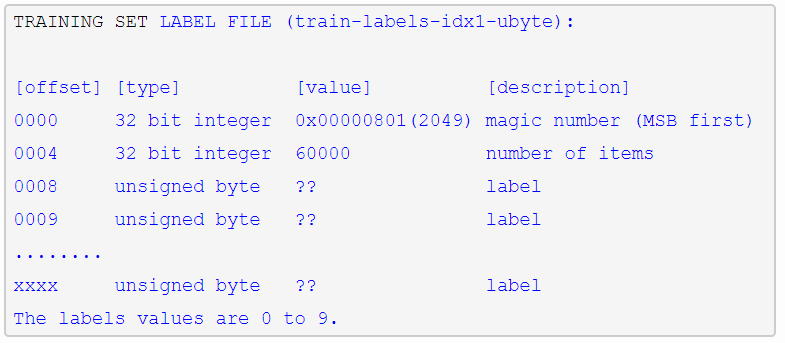 TRAINING SET LABEL FILE (train-labels-idx1-ubyte):
[offset] [type] [value] [description]
0000 32 bit integer 0x00000801(2049) magic number (MSB first)
0004 32 bit integer 60000 number of items
0008 unsigned byte ?? label
0009 unsigned byte ?? label
........
xxxx unsigned byte ?? label
The labels values are 0 to 9.